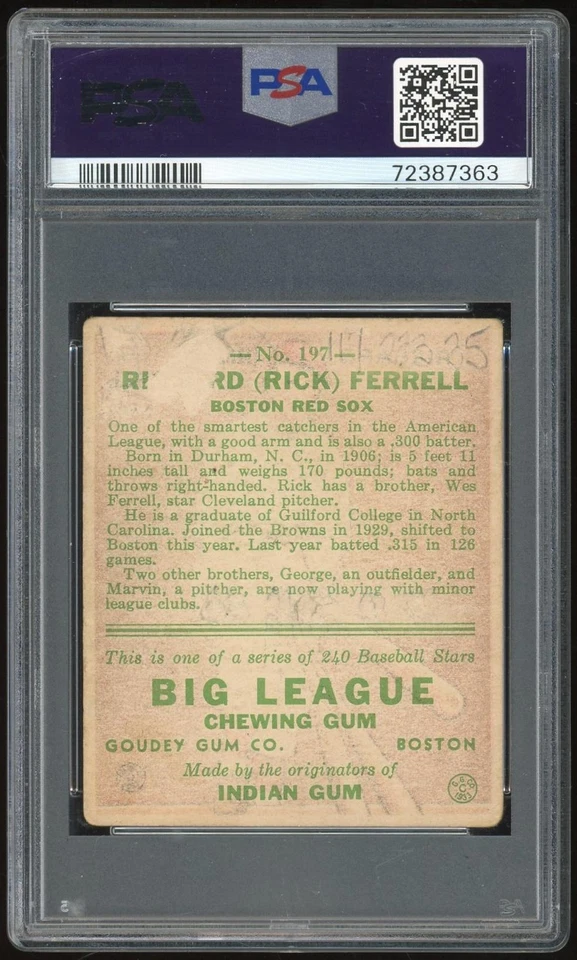 PSA
PSA
72387363
— No. 197 —
RI RD (RICK) FERRELL
BOSTON RED SOX
One of the smartest catchers in the American
League, with a good arm and is also a .300 batter.
Born in Durham, N. C., in 1906; is 5 feet 11
inches tall and weighs 170 pounds; bats and
throws right-handed. Rick has a brother, Wes
Ferrell, star Cleveland pitcher.
He is a graduate of Guilford College in North
Carolina. Joined the Browns in 1929, shifted to
Boston this year. Last year batted .315 in 126
games.
Two other brothers, George, an outfielder, and
Marvin, a pitcher, are now playing with minor
league clubs.
This is one of a series of 240 Baseball Stars
BIG LEAGUE
CHEWING GUM
GOUDEY GUM CO. BOSTON
Made by the originators of
INDIAN GUM